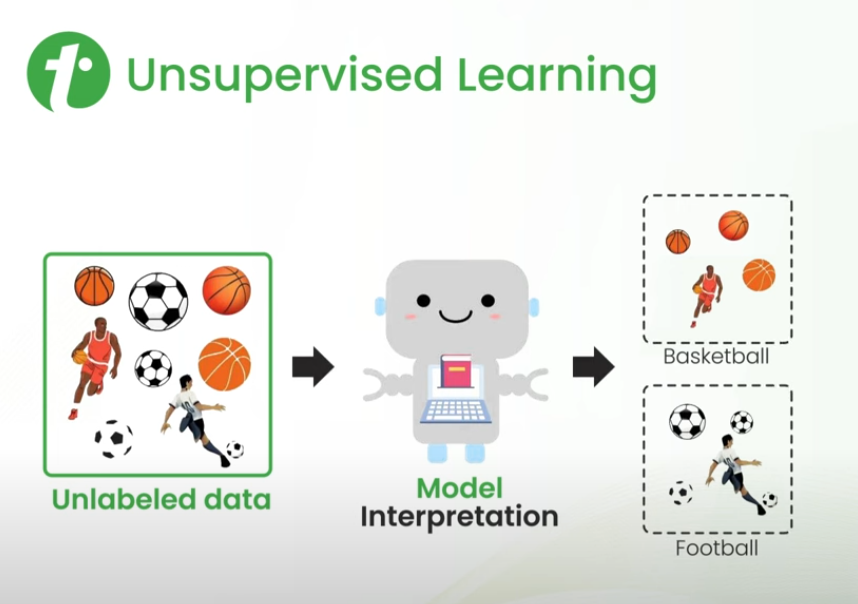 Unsupervised Learning
Unlabeled data
Model
Interpretation
Basketball
Football